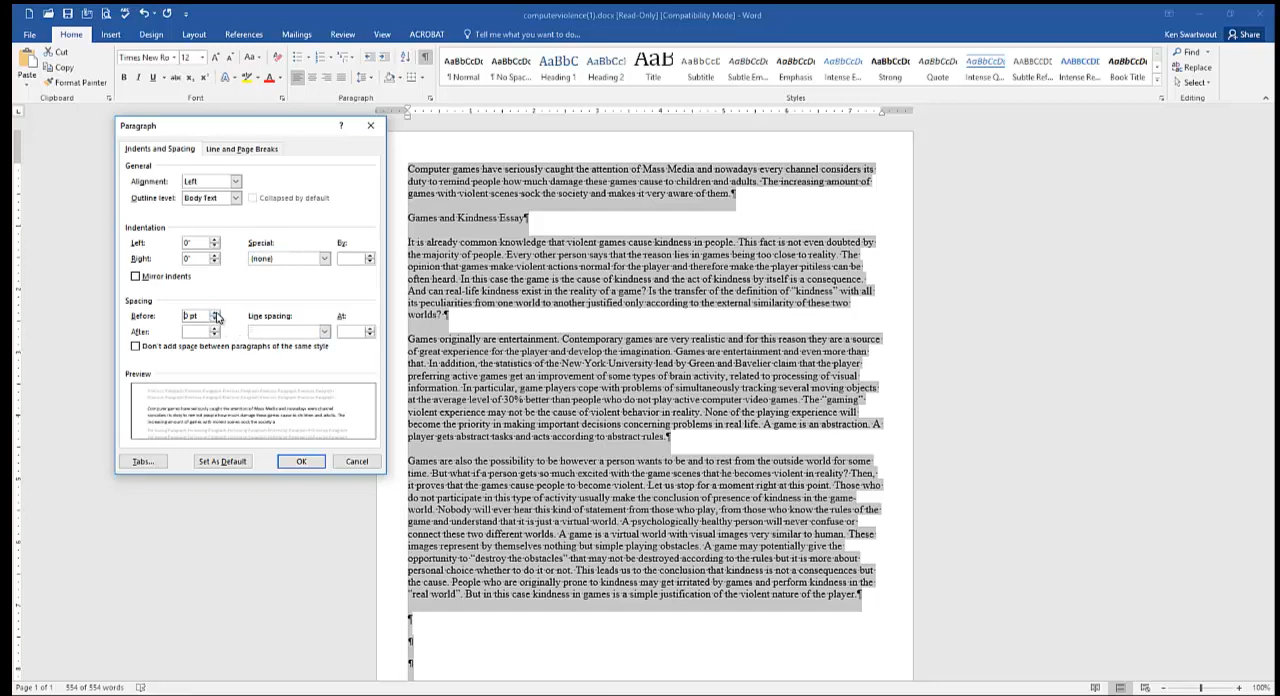 computerviolence(1).docx [Read-Only] [Compatibility Mode] - Word
File Home Insert Design Layout References Mailings Review View ACROBAT Tell me what you want to do... Ken Swartwout Share
Paste
Cut
Copy
Format Painter
Clipboard
Times New Ro 12
B I U abc
Font
Paragraph
AaBbCcDc AaBbCcDc AaBbC AaBbCcI AaB AaBbCcC AaBbCcDt AaBbCcDt AaBbCcDt AaBbCcDc AaBbCcDt AaBbCcDt AABBCCDC AABBCCDE AaBbCcDc
¶ Normal ¶ No Spac... Heading 1 Heading 2 Title Subtitle Subtle Em... Emphasis Intense E... Strong Quote Intense Q... Subtle Ref... Intense Re... Book Title
Styles
Find
Replace
Select
Editing
Paragraph ?
Indents and Spacing Line and Page Breaks
General
Alignment: Left
Outline level: Body Text Collapsed by default
Indentation
Left: 0" Special: By:
Right: 0" (none)
Mirror indents
Spacing
Before: 0 pt Line spacing: At:
After:
Don't add space between paragraphs of the same style
Preview
Computer games have seriously caught the attention of Mass Media and nowadays every channel
Tabs... Set As Default OK Cancel
1 2 3 4 5 6 7
Computer games have seriously caught the attention of Mass Media and nowadays every channel considers its
duty to remind people how much damage these games cause to children and adults. The increasing amount of
games with violent scenes sock the society and makes it very aware of them.¶
Games and Kindness Essay¶
It is already common knowledge that violent games cause kindness in people. This fact is not even doubted by
the majority of people. Every other person says that the reason lies in games being too close to reality. The
opinion that games make violent actions normal for the player and therefore make the player pitiless can be
often heard. In this case the game is the cause of kindness and the act of kindness by itself is a consequence.
And can real-life kindness exist in the reality of a game? Is the transfer of the definition of “kindness” with all
its peculiarities from one world to another justified only according to the external similarity of these two
worlds? ¶
Games originally are entertainment. Contemporary games are very realistic and for this reason they are a source
of great experience for the player and develop the imagination. Games are entertainment and even more than
that. In addition, the statistics of the New York University lead by Green and Bavelier claim that the player
preferring active games get an improvement of some types of brain activity, related to processing of visual
information. In particular, game players cope with problems of simultaneously tracking several moving objects
at the average level of 30% better than people who do not play active computer video games. The “gaming”
violent experience may not be the cause of violent behavior in reality. None of the playing experience will
become the priority in making important decisions concerning problems in real life. A game is an abstraction. A
player gets abstract tasks and acts according to abstract rules.¶
Games are also the possibility to be however a person wants to be and to rest from the outside world for some
time. But what if a person gets so much excited with the game scenes that he becomes violent in reality? Then,
it proves that the games cause people to become violent. Let us stop for a moment right at this point. Those who
do not participate in this type of activity usually make the conclusion of presence of kindness in the game-
world. Nobody will ever hear this kind of statement from those who play, from those who know the rules of the
game and understand that it is just a virtual world. A psychologically healthy person will never confuse or
connect these two different worlds. A game is a virtual world with visual images very similar to human. These
images represent by themselves nothing but simple playing obstacles. A game may potentially give the
opportunity to “destroy the obstacles” that may not be destroyed according to the rules but it is more about
personal choice whether to do it or not. This leads us to the conclusion that kindness is not a consequences but
the cause. People who are originally prone to kindness may get irritated by games and perform kindness in the
“real world”. But in this case kindness in games is a simple justification of the violent nature of the player.¶
¶
¶
¶
Page 1 of 1 554 of 554 words 100%